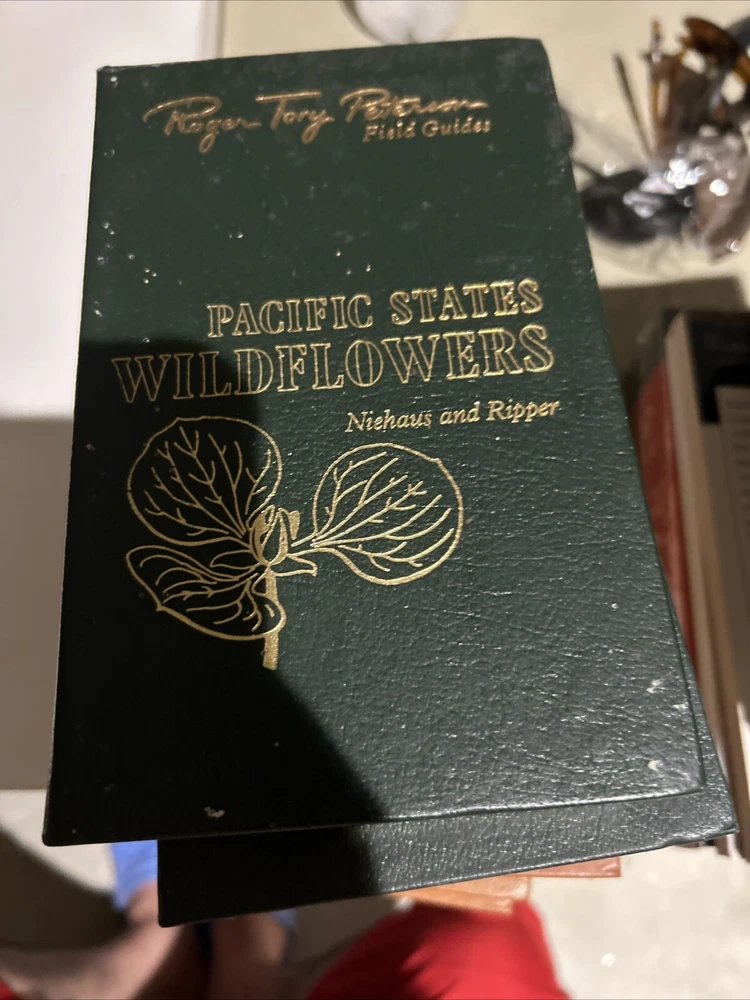 Roger Tory Peterson
Field Guides
PACIFIC STATES
WILDFLOWERS
Niehaus and Ripper